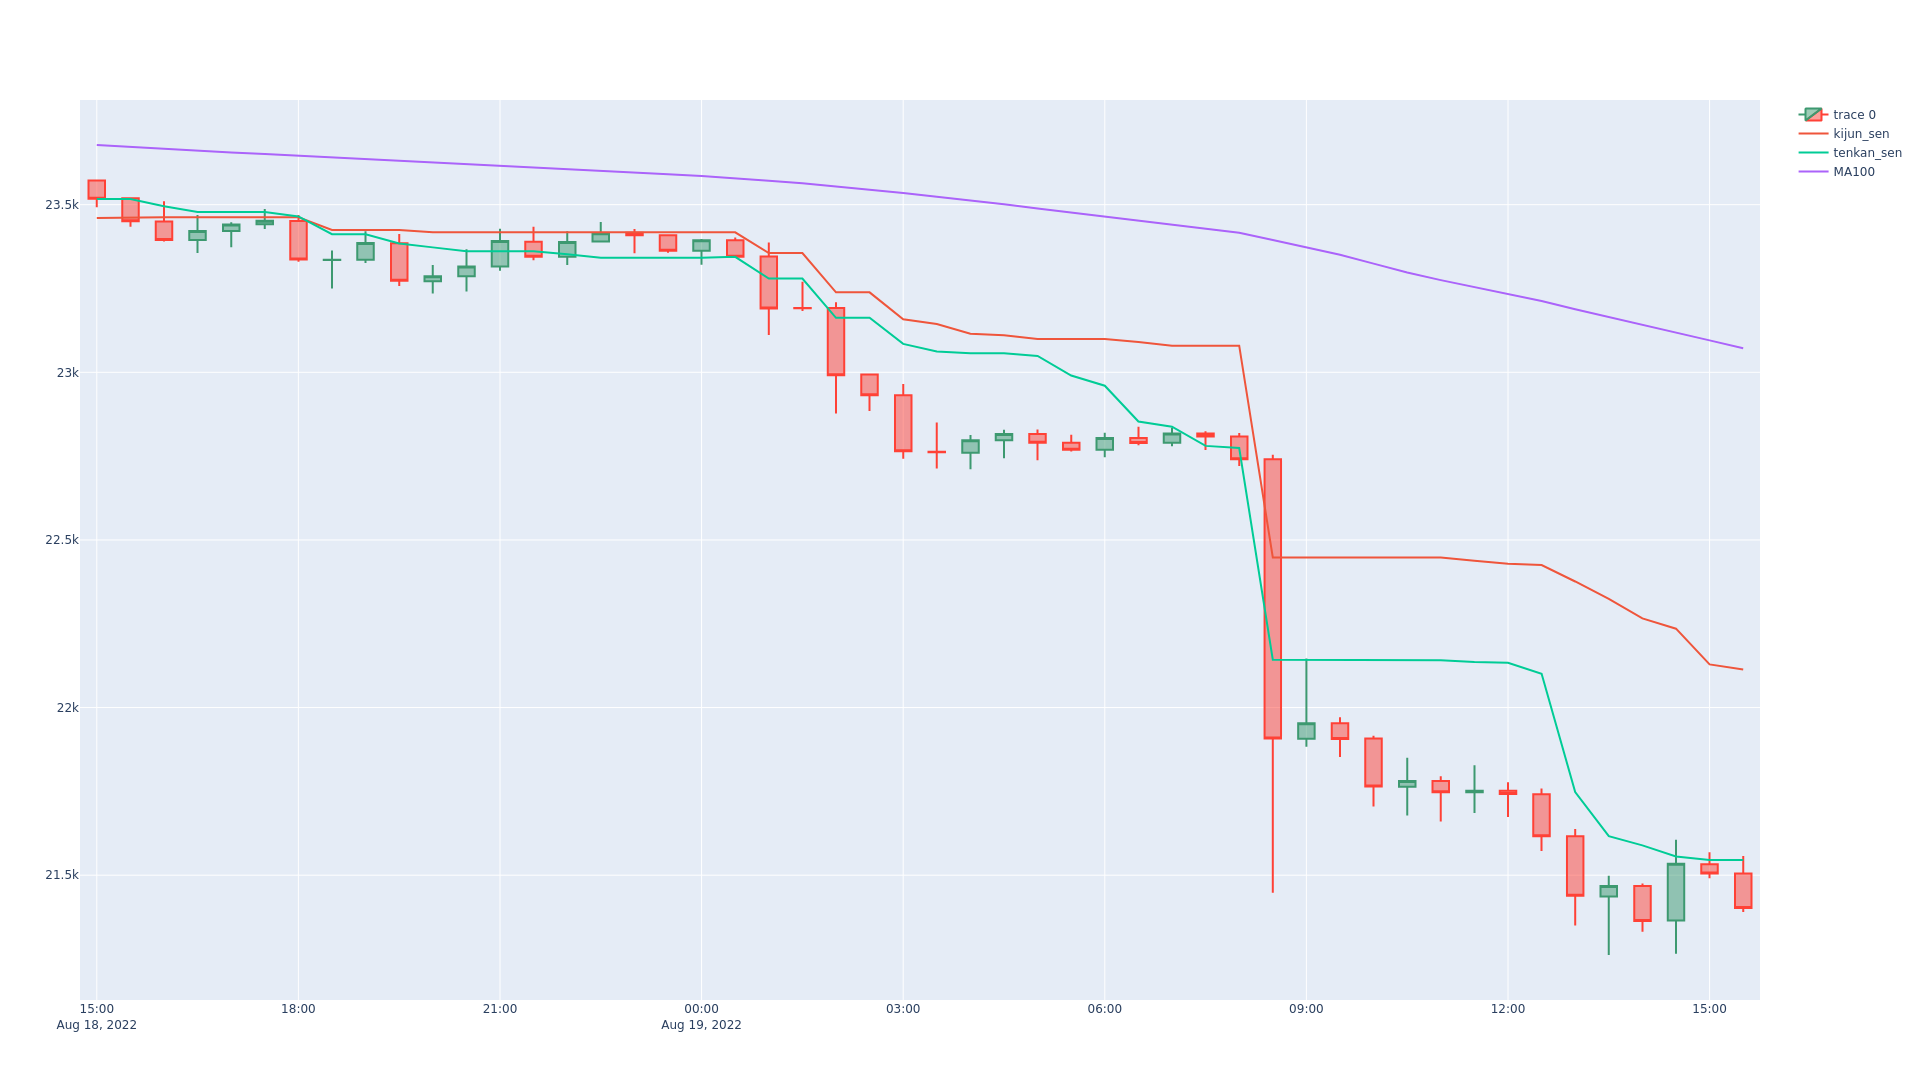 trace 0
kijun_sen
tenkan_sen
MA100
23.5k
23k
22.5k
22k
21.5k
15:00 18:00 21:00 00:00 03:00 06:00 09:00 12:00 15:00
Aug 18, 2022 Aug 19, 2022